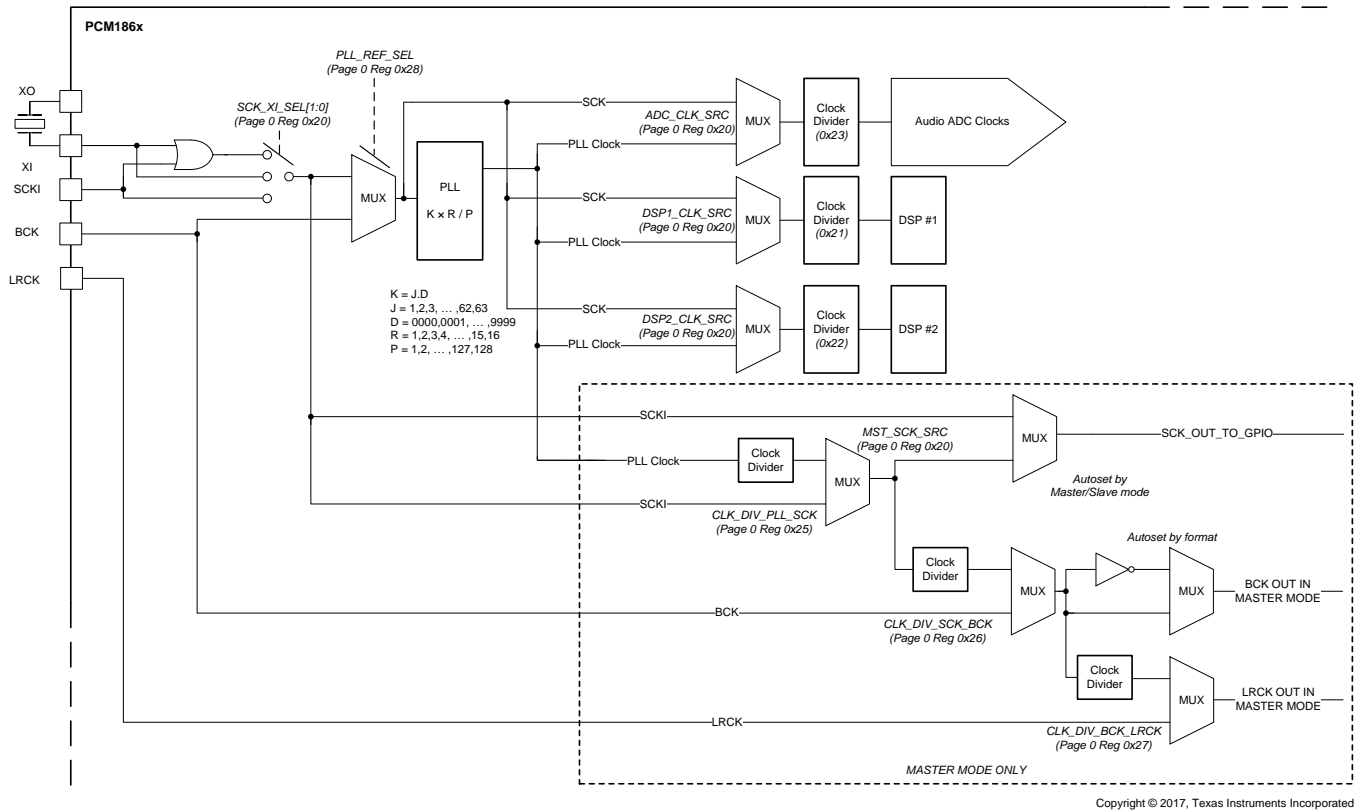 PCM186x
PLL_REF_SEL
(Page 0 Reg 0x28)
XO
SCK_XI_SEL[1:0]
(Page 0 Reg 0x20)
XI
SCKI
BCK
LRCK
MUX
PLL
K × R / P
K = J.D
J = 1,2,3, … ,62,63
D = 0000,0001, … ,9999
R = 1,2,3,4, … ,15,16
P = 1,2, … ,127,128
SCK
ADC_CLK_SRC
(Page 0 Reg 0x20)
PLL Clock
MUX
Clock
Divider
(0x23)
Audio ADC Clocks
SCK
DSP1_CLK_SRC
(Page 0 Reg 0x20)
PLL Clock
MUX
Clock
Divider
(0x21)
DSP #1
SCK
DSP2_CLK_SRC
(Page 0 Reg 0x20)
PLL Clock
MUX
Clock
Divider
(0x22)
DSP #2
SCKI
MST_SCK_SRC
(Page 0 Reg 0x20)
MUX
SCK_OUT_TO_GPIO
Autoset by
Master/Slave mode
PLL Clock
Clock
Divider
MUX
SCKI
CLK_DIV_PLL_SCK
(Page 0 Reg 0x25)
Clock
Divider
MUX
Autoset by format
MUX
BCK OUT IN
MASTER MODE
BCK
CLK_DIV_SCK_BCK
(Page 0 Reg 0x26)
Clock
Divider
MUX
LRCK OUT IN
MASTER MODE
LRCK
CLK_DIV_BCK_LRCK
(Page 0 Reg 0x27)
MASTER MODE ONLY
Copyright © 2017, Texas Instruments Incorporated